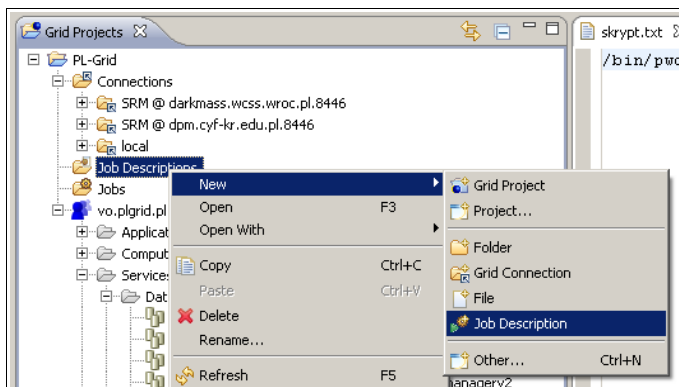 Grid Projects
skrypt.txt
PL-Grid
/bin/pwd
Connections
SRM @ darkmass.wcss.wroc.pl.8446
SRM @ dpm.cyf-kr.edu.pl.8446
local
Job Descriptions
Jobs
vo.plgrid.pl
Applicat
Comput
Services
Dat
New
Open F3
Open With
Copy Ctrl+C
Paste Ctrl+V
Delete
Rename...
Refresh F5
Grid Project
Project...
Folder
Grid Connection
File
Job Description
Other... Ctrl+N